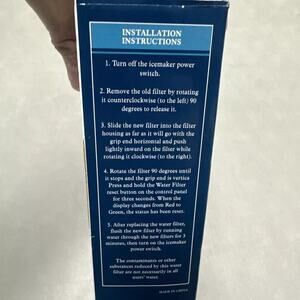 INSTALLATION
INSTRUCTIONS
1. Turn off the icemaker power
switch.
2. Remove the old filter by rotating
it counterclockwise (to the left) 90
degrees to release it.
3. Slide the new filter into the filter
housing as far as it will go with the
grip end horizontal and push
lightly inward on the filter while
rotating it clockwise (to the right).
4. Rotate the filter 90 degrees until
it stops and the grip end is vertica
Press and hold the Water Filter
reset button on the control panel
for three seconds. When the
display changes from Red to
Green, the status has been reset.
5. After replacing the water filter,
flush the new filter by running
water through the new filters for 3
minutes, then turn on the icemaker
power switch.
The contaminates or other
substances reduced by this water
filter are not necessarily in all
users' water.
MADE IN CHINA